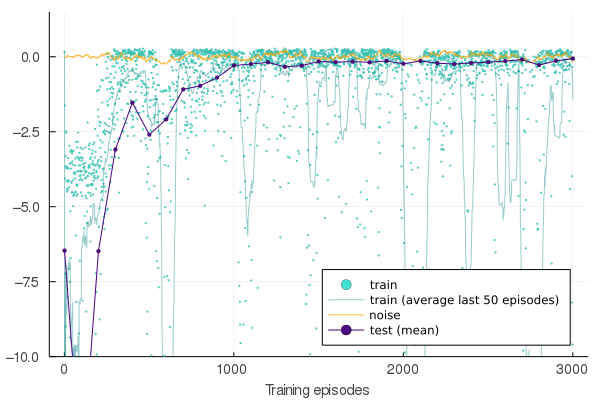 0.0
−2.5
−5.0
−7.5
−10.0
train
train (average last 50 episodes)
noise
test (mean)
0 1000 2000 3000
Training episodes